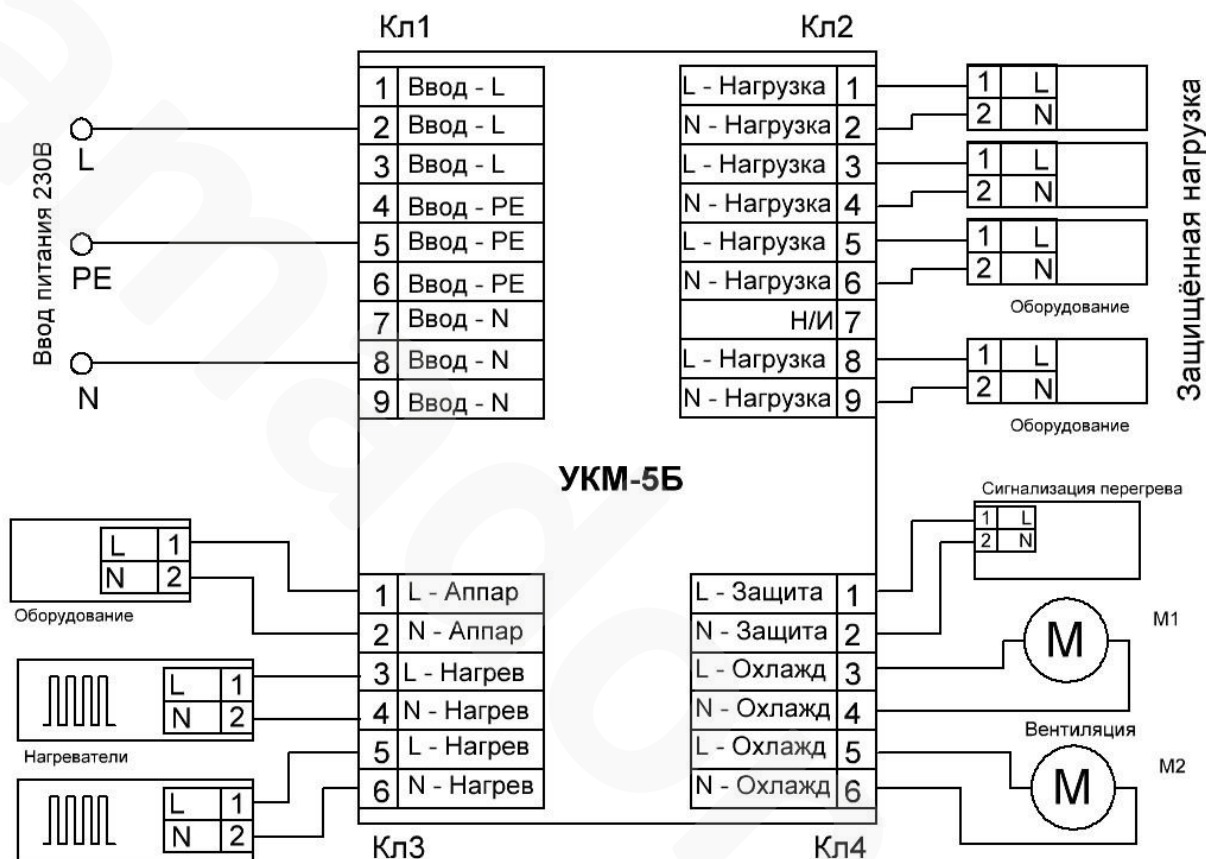 Кл1
Кл2
1 Ввод - L
2 Ввод - L
3 Ввод - L
4 Ввод - PE
5 Ввод - PE
6 Ввод - PE
7 Ввод - N
8 Ввод - N
9 Ввод - N
Ввод питания 230В
L
PE
N
L - Нагрузка 1
N - Нагрузка 2
L - Нагрузка 3
N - Нагрузка 4
L - Нагрузка 5
N - Нагрузка 6
Н/И 7
L - Нагрузка 8
N - Нагрузка 9
1 L
2 N
1 L
2 N
1 L
2 N
Оборудование
1 L
2 N
Оборудование
Защищённая нагрузка
УКМ-5Б
L 1
N 2
Оборудование
L 1
N 2
Нагреватели
L 1
N 2
1 L - Аппар
2 N - Аппар
3 L - Нагрев
4 N - Нагрев
5 L - Нагрев
6 N - Нагрев
Кл3
L - Защита 1
N - Защита 2
L - Охлажд 3
N - Охлажд 4
L - Охлажд 5
N - Охлажд 6
Кл4
Сигнализация перегрева
1 L
2 N
M
М1
Вентиляция
M
М2